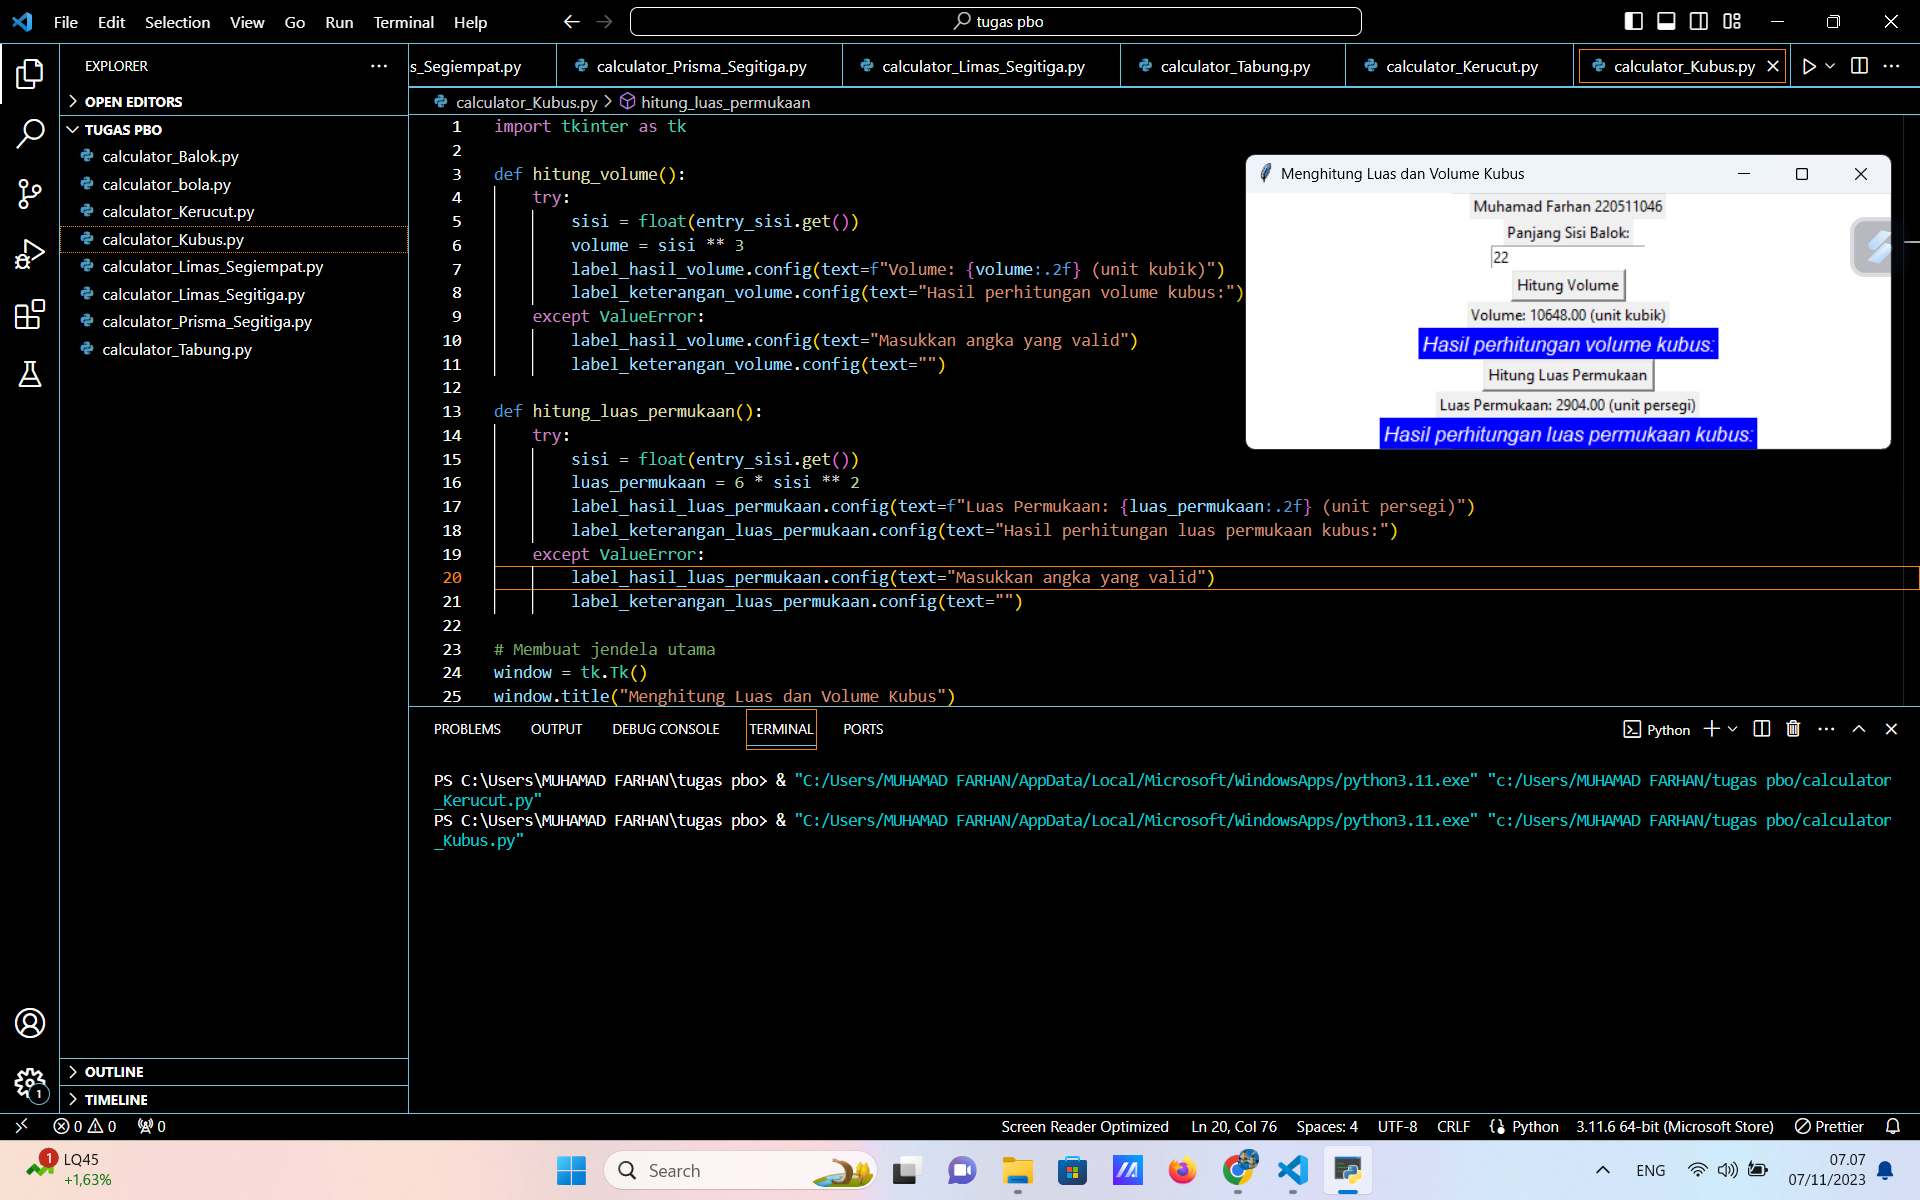 File Edit Selection View Go Run Terminal Help
tugas pbo
EXPLORER
OPEN EDITORS
TUGAS PBO
calculator_Balok.py
calculator_bola.py
calculator_Kerucut.py
calculator_Kubus.py
calculator_Limas_Segiempat.py
calculator_Limas_Segitiga.py
calculator_Prisma_Segitiga.py
calculator_Tabung.py
OUTLINE
TIMELINE
s_Segiempat.py calculator_Prisma_Segitiga.py calculator_Limas_Segitiga.py calculator_Tabung.py calculator_Kerucut.py calculator_Kubus.py
calculator_Kubus.py > hitung_luas_permukaan
1 import tkinter as tk
2
3 def hitung_volume():
4     try:
5         sisi = float(entry_sisi.get())
6         volume = sisi ** 3
7         label_hasil_volume.config(text=f"Volume: {volume:.2f} (unit kubik)")
8         label_keterangan_volume.config(text="Hasil perhitungan volume kubus:")
9     except ValueError:
10         label_hasil_volume.config(text="Masukkan angka yang valid")
11         label_keterangan_volume.config(text="")
12
13 def hitung_luas_permukaan():
14     try:
15         sisi = float(entry_sisi.get())
16         luas_permukaan = 6 * sisi ** 2
17         label_hasil_luas_permukaan.config(text=f"Luas Permukaan: {luas_permukaan:.2f} (unit persegi)")
18         label_keterangan_luas_permukaan.config(text="Hasil perhitungan luas permukaan kubus:")
19     except ValueError:
20         label_hasil_luas_permukaan.config(text="Masukkan angka yang valid")
21         label_keterangan_luas_permukaan.config(text="")
22
23 # Membuat jendela utama
24 window = tk.Tk()
25 window.title("Menghitung Luas dan Volume Kubus")
Menghitung Luas dan Volume Kubus
Muhamad Farhan 220511046
Panjang Sisi Balok:
22
Hitung Volume
Volume: 10648.00 (unit kubik)
Hasil perhitungan volume kubus:
Hitung Luas Permukaan
Luas Permukaan: 2904.00 (unit persegi)
Hasil perhitungan luas permukaan kubus:
PROBLEMS OUTPUT DEBUG CONSOLE TERMINAL PORTS
Python
PS C:\Users\MUHAMAD FARHAN\tugas pbo> & "C:/Users/MUHAMAD FARHAN/AppData/Local/Microsoft/WindowsApps/python3.11.exe" "c:/Users/MUHAMAD FARHAN/tugas pbo/calculator
_Kerucut.py"
PS C:\Users\MUHAMAD FARHAN\tugas pbo> & "C:/Users/MUHAMAD FARHAN/AppData/Local/Microsoft/WindowsApps/python3.11.exe" "c:/Users/MUHAMAD FARHAN/tugas pbo/calculator
_Kubus.py"
1
0 0 0
Screen Reader Optimized Ln 20, Col 76 Spaces: 4 UTF-8 CRLF Python 3.11.6 64-bit (Microsoft Store) Prettier
1
LQ45
+1,63%
Search
ENG
07.07
07/11/2023